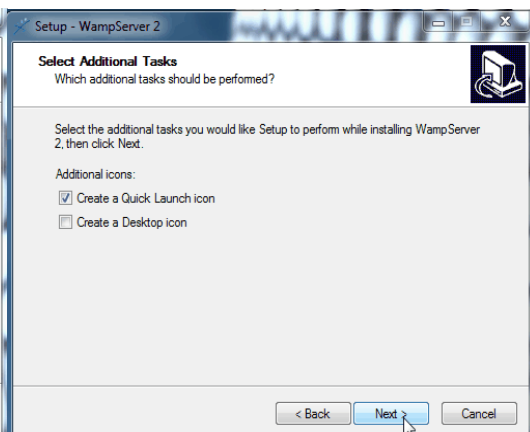 Setup - WampServer 2
X
Select Additional Tasks
Which additional tasks should be performed?
Select the additional tasks you would like Setup to perform while installing WampServer
2, then click Next.
Additional icons:
Create a Quick Launch icon
Create a Desktop icon
< Back Next > Cancel